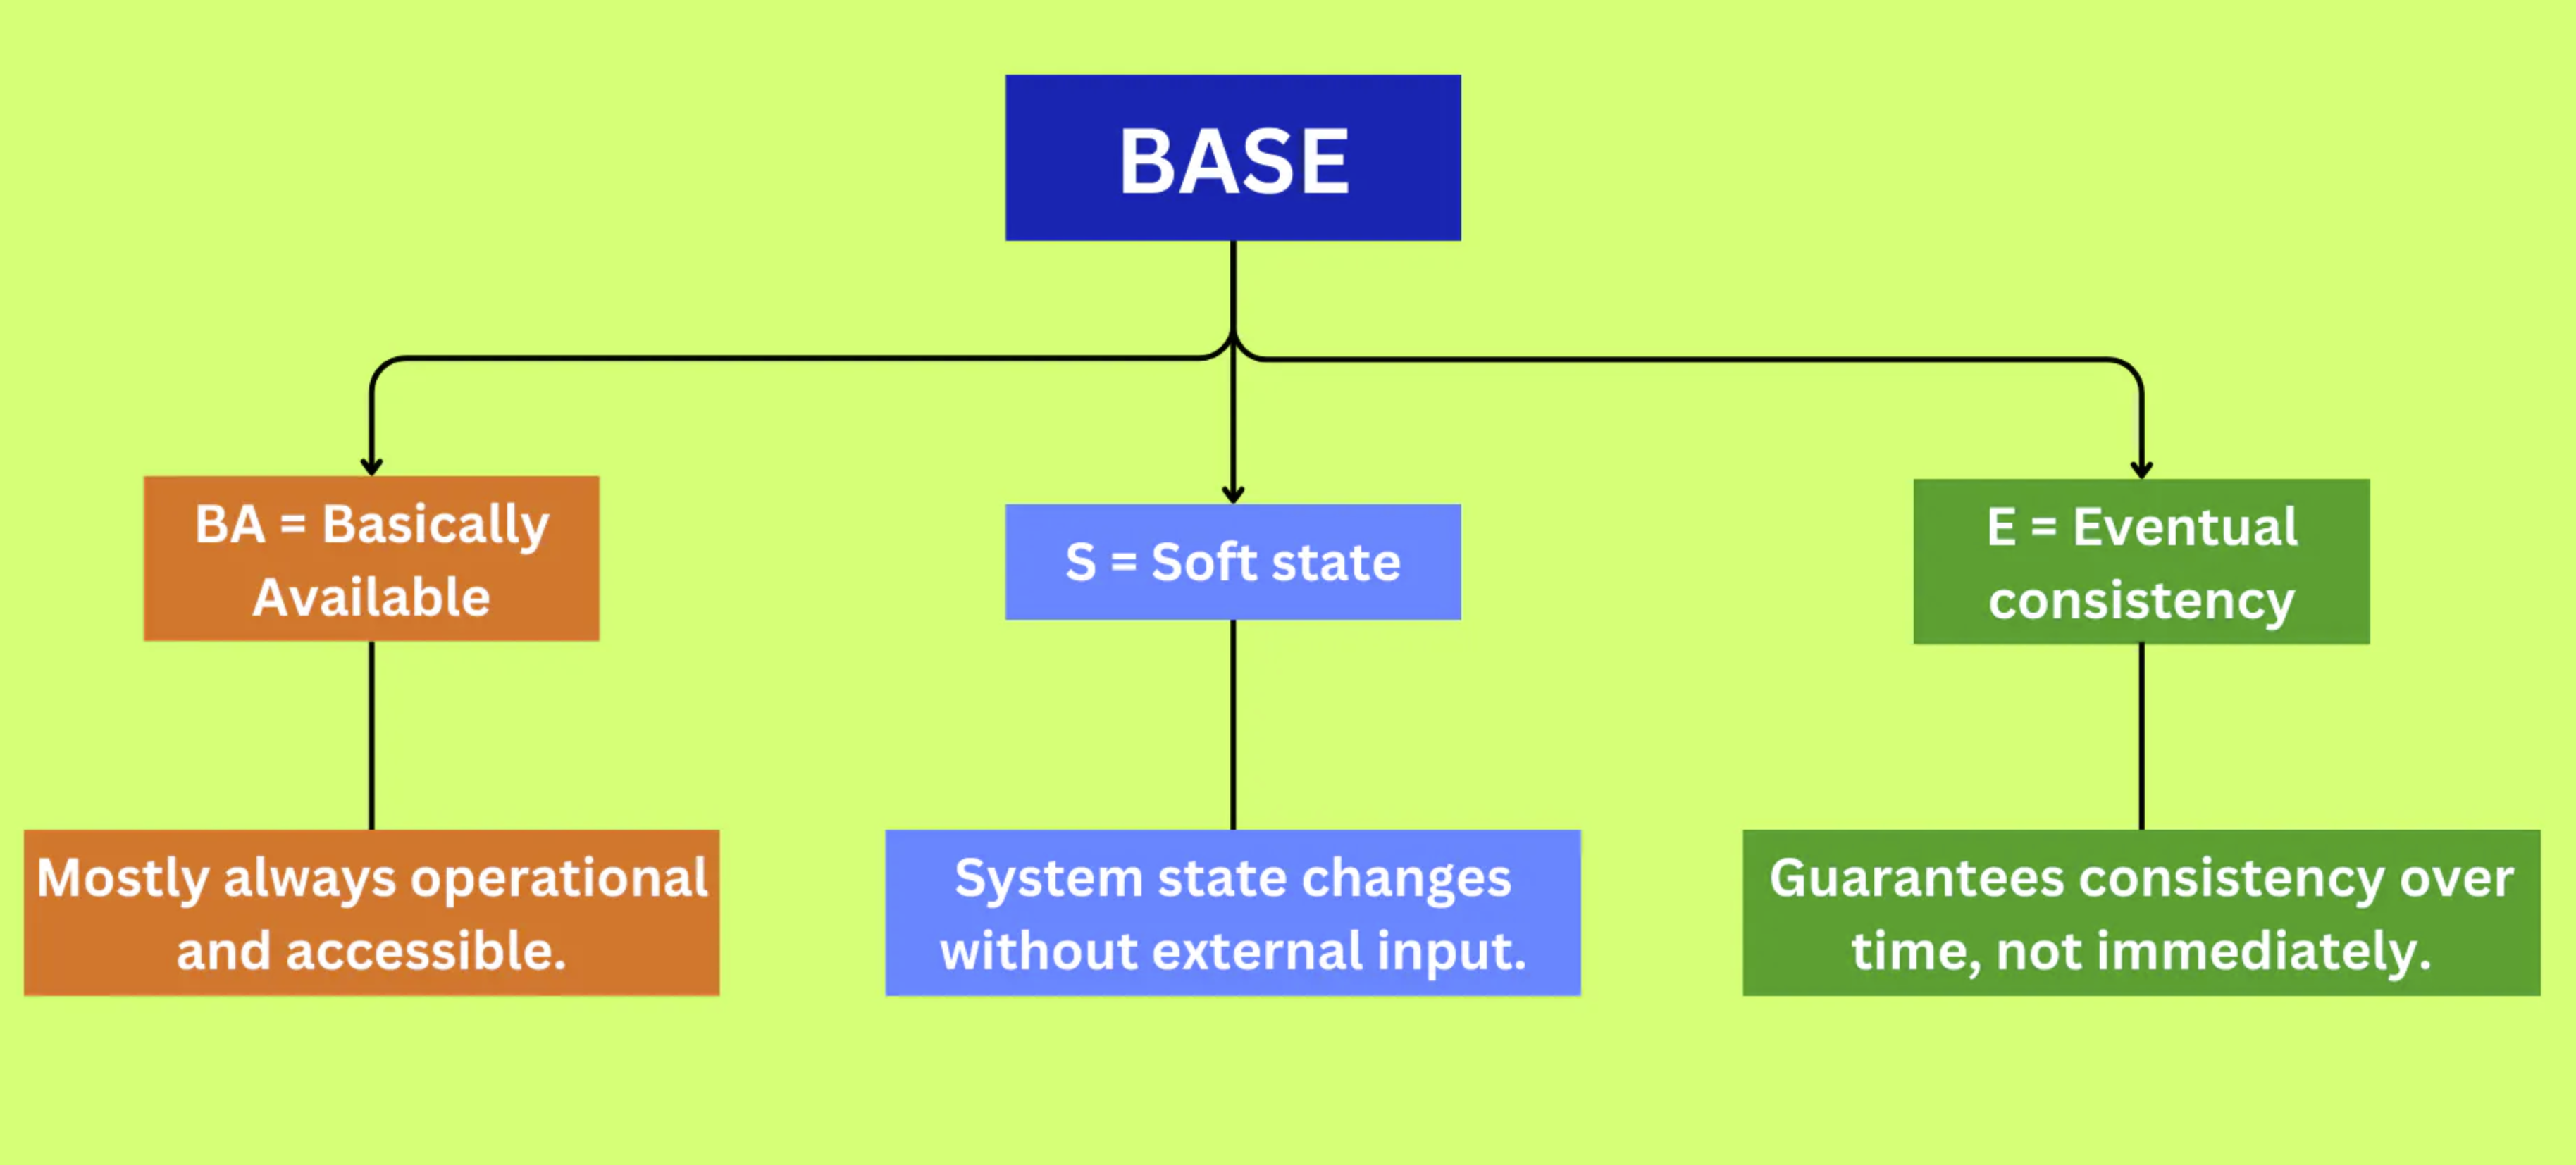 BASE
BA = Basically
Available
S = Soft state
E = Eventual
consistency
Mostly always operational
and accessible.
System state changes
without external input.
Guarantees consistency over
time, not immediately.